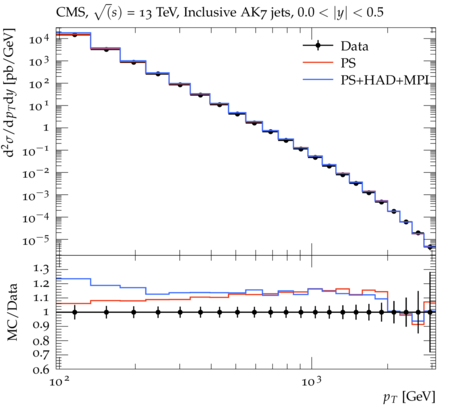 CMS, √(s) = 13 TeV, Inclusive AK7 jets, 0.0 < |y| < 0.5
d²σ/dp_T dy [pb/GeV]
10⁴
10³
10²
10¹
1
10⁻¹
10⁻²
10⁻³
10⁻⁴
10⁻⁵
Data
PS
PS+HAD+MPI
MC/Data
1.3
1.2
1.1
1
0.9
0.8
0.7
0.6
10² 10³
p_T [GeV]